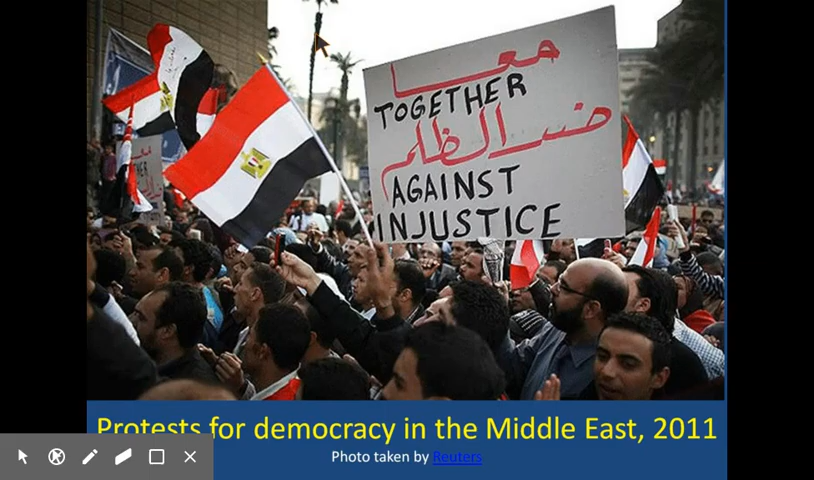 معا
TOGETHER
ضد الظلم
AGAINST
INJUSTICE
Protests for democracy in the Middle East, 2011
Photo taken by Reuters